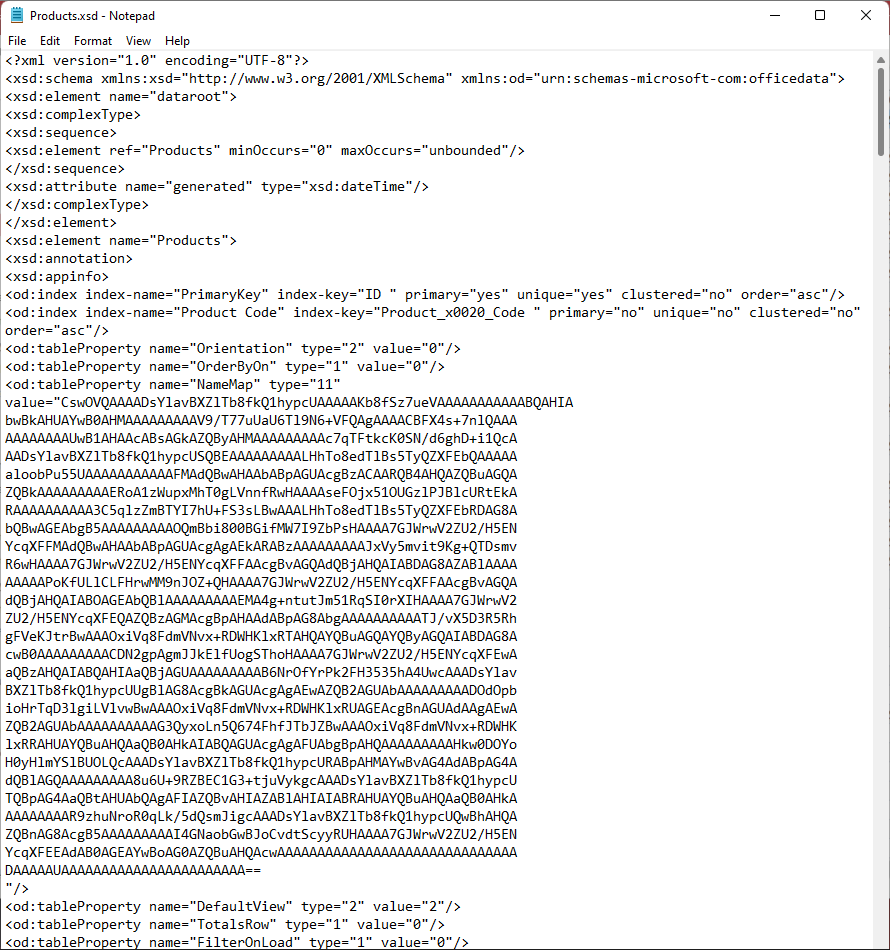 Products.xsd - Notepad
File Edit Format View Help
<?xml version="1.0" encoding="UTF-8"?>
<xsd:schema xmlns:xsd="http://www.w3.org/2001/XMLSchema" xmlns:od="urn:schemas-microsoft-com:officedata">
<xsd:element name="dataroot">
<xsd:complexType>
<xsd:sequence>
<xsd:element ref="Products" minOccurs="0" maxOccurs="unbounded"/>
</xsd:sequence>
<xsd:attribute name="generated" type="xsd:dateTime"/>
</xsd:complexType>
</xsd:element>
<xsd:element name="Products">
<xsd:annotation>
<xsd:appinfo>
<od:index index-name="PrimaryKey" index-key="ID " primary="yes" unique="yes" clustered="no" order="asc"/>
<od:index index-name="Product Code" index-key="Product_x0020_Code " primary="no" unique="no" clustered="no"
order="asc"/>
<od:tableProperty name="Orientation" type="2" value="0"/>
<od:tableProperty name="OrderByOn" type="1" value="0"/>
<od:tableProperty name="NameMap" type="11"
value="CswOVQAAAADsYlavBXZlTb8fkQ1hypcUAAAAAKb8fSz7ueVAAAAAAAAAAABQAHIA
bwBkAHUAYwB0AHMAAAAAAAAAV9/T77uUaU6Tl9N6+VFQAgAAAACBFX4s+7nlQAAA
AAAAAAAAUwB1AHAAcABsAGkAZQByAHMAAAAAAAAAc7qTFtkcK0SN/d6ghD+i1QcA
AADsYlavBXZlTb8fkQ1hypcUSQBEAAAAAAAAALHhTo8edTlBs5TyQZXFEbQAAAAA
aloobPu55UAAAAAAAAAAAFMAdQBwAHAAbABpAGUAcgBzACAARQB4AHQAZQBuAGQA
ZQBkAAAAAAAAAERoA1zWupxMhT0gLVnnfRwHAAAAseFOjx51OUGzlPJBlcURtEkA
RAAAAAAAAAA3C5qlzZmBTYI7hU+FS3sLBwAAALHhTo8edTlBs5TyQZXFEbRDAG8A
bQBwAGEAbgB5AAAAAAAAAOQmBbi800BGifMW7I9ZbPsHAAAA7GJWrwV2ZU2/H5EN
YcqXFFMAdQBwAHAAbABpAGUAcgAgAEkARABzAAAAAAAAAJxVy5mvit9Kg+QTDsmv
R6wHAAAA7GJWrwV2ZU2/H5ENYcqXFFAAcgBvAGQAdQBjAHQAIABDAG8AZABlAAAA
AAAAAPoKfULlCLFHrwMM9nJOZ+QHAAAA7GJWrwV2ZU2/H5ENYcqXFFAAcgBvAGQA
dQBjAHQAIABOAGEAbQBlAAAAAAAAAEMA4g+ntutJm51RqSI0rXIHAAAA7GJWrwV2
ZU2/H5ENYcqXFEQAZQBzAGMAcgBpAHAAdABpAG8AbgAAAAAAAAATJ/vX5D3R5Rh
gFVeKJtrBwAAAOxiVq8FdmVNvx+RDWHKlxRTAHQAYQBuAGQAYQByAGQAIABDAG8A
cwB0AAAAAAAAACDN2gpAgmJJkElfUogSThoHAAAA7GJWrwV2ZU2/H5ENYcqXFEwA
aQBzAHQAIABQAHIAaQBjAGUAAAAAAAAAB6NrOfYrPk2FH3535hA4UwcAAADsYlav
BXZlTb8fkQ1hypcUUgBlAG8AcgBkAGUAcgAgAEwAZQB2AGUAbAAAAAAAAADOdOpb
ioHrTqD3lgiLVlvwBwAAAOxiVq8FdmVNvx+RDWHKlxRUAGEAcgBnAGUAdAAgAEwA
ZQB2AGUAbAAAAAAAAAAG3QyxoLn5Q674FhfJTbJZBwAAAOxiVq8FdmVNvx+RDWHK
lxRRAHUAYQBuAHQAaQB0AHkAIABQAGUAcgAgAFUAbgBpAHQAAAAAAAAAHkw0DOYo
H0yHlmYSlBUOLQcAAADsYlavBXZlTb8fkQ1hypcURABpAHMAYwBvAG4AdABpAG4A
dQBlAGQAAAAAAAAA8u6U+9RZBEC1G3+tjuVykgcAAADsYlavBXZlTb8fkQ1hypcU
TQBpAG4AaQBtAHUAbQAgAFIAZQBvAHIAZABlAHIAIABRAHUAYQBuAHQAaQB0AHkA
AAAAAAAAR9zhuNroR0qLk/5dQsmJigcAAADsYlavBXZlTb8fkQ1hypcUQwBhAHQA
ZQBnAG8AcgB5AAAAAAAAAI4GNaobGwBJoCvdtScyyRUHAAAA7GJWrwV2ZU2/H5EN
YcqXFEEAdAB0AGEAYwBoAG0AZQBuAHQAcwAAAAAAAAAAAAAAAAAAAAAAAAAAAAAA
DAAAAAUAAAAAAAAAAAAAAAAAAAAAAA==
"/>
<od:tableProperty name="DefaultView" type="2" value="2"/>
<od:tableProperty name="TotalsRow" type="1" value="0"/>
<od:tableProperty name="FilterOnLoad" type="1" value="0"/>